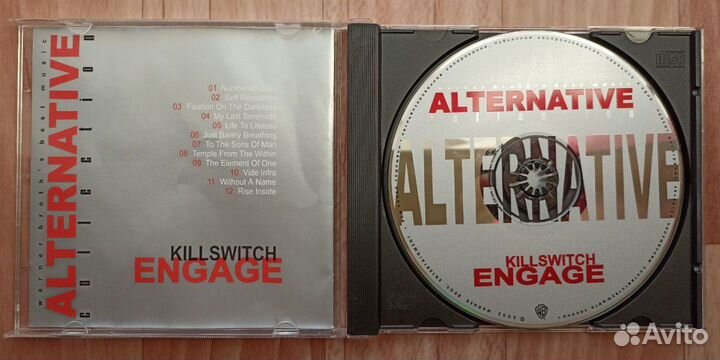 warner broth's best music
ALTERNATIVE
collection
01 Numbered Days
02 Self Revolution
03 Fixation On The Darkness
04 My Last Serenade
05 Life To Lifeless
06 Just Barely Breathing
07 To The Sons Of Man
08 Temple From The Within
09 The Element Of One
10 Vide Infra
11 Without A Name
12 Rise Inside
KILLSWITCH
ENGAGE
ALTERNATIVE
ALTERNATIVE
KILLSWITCH
ENGAGE
Avito